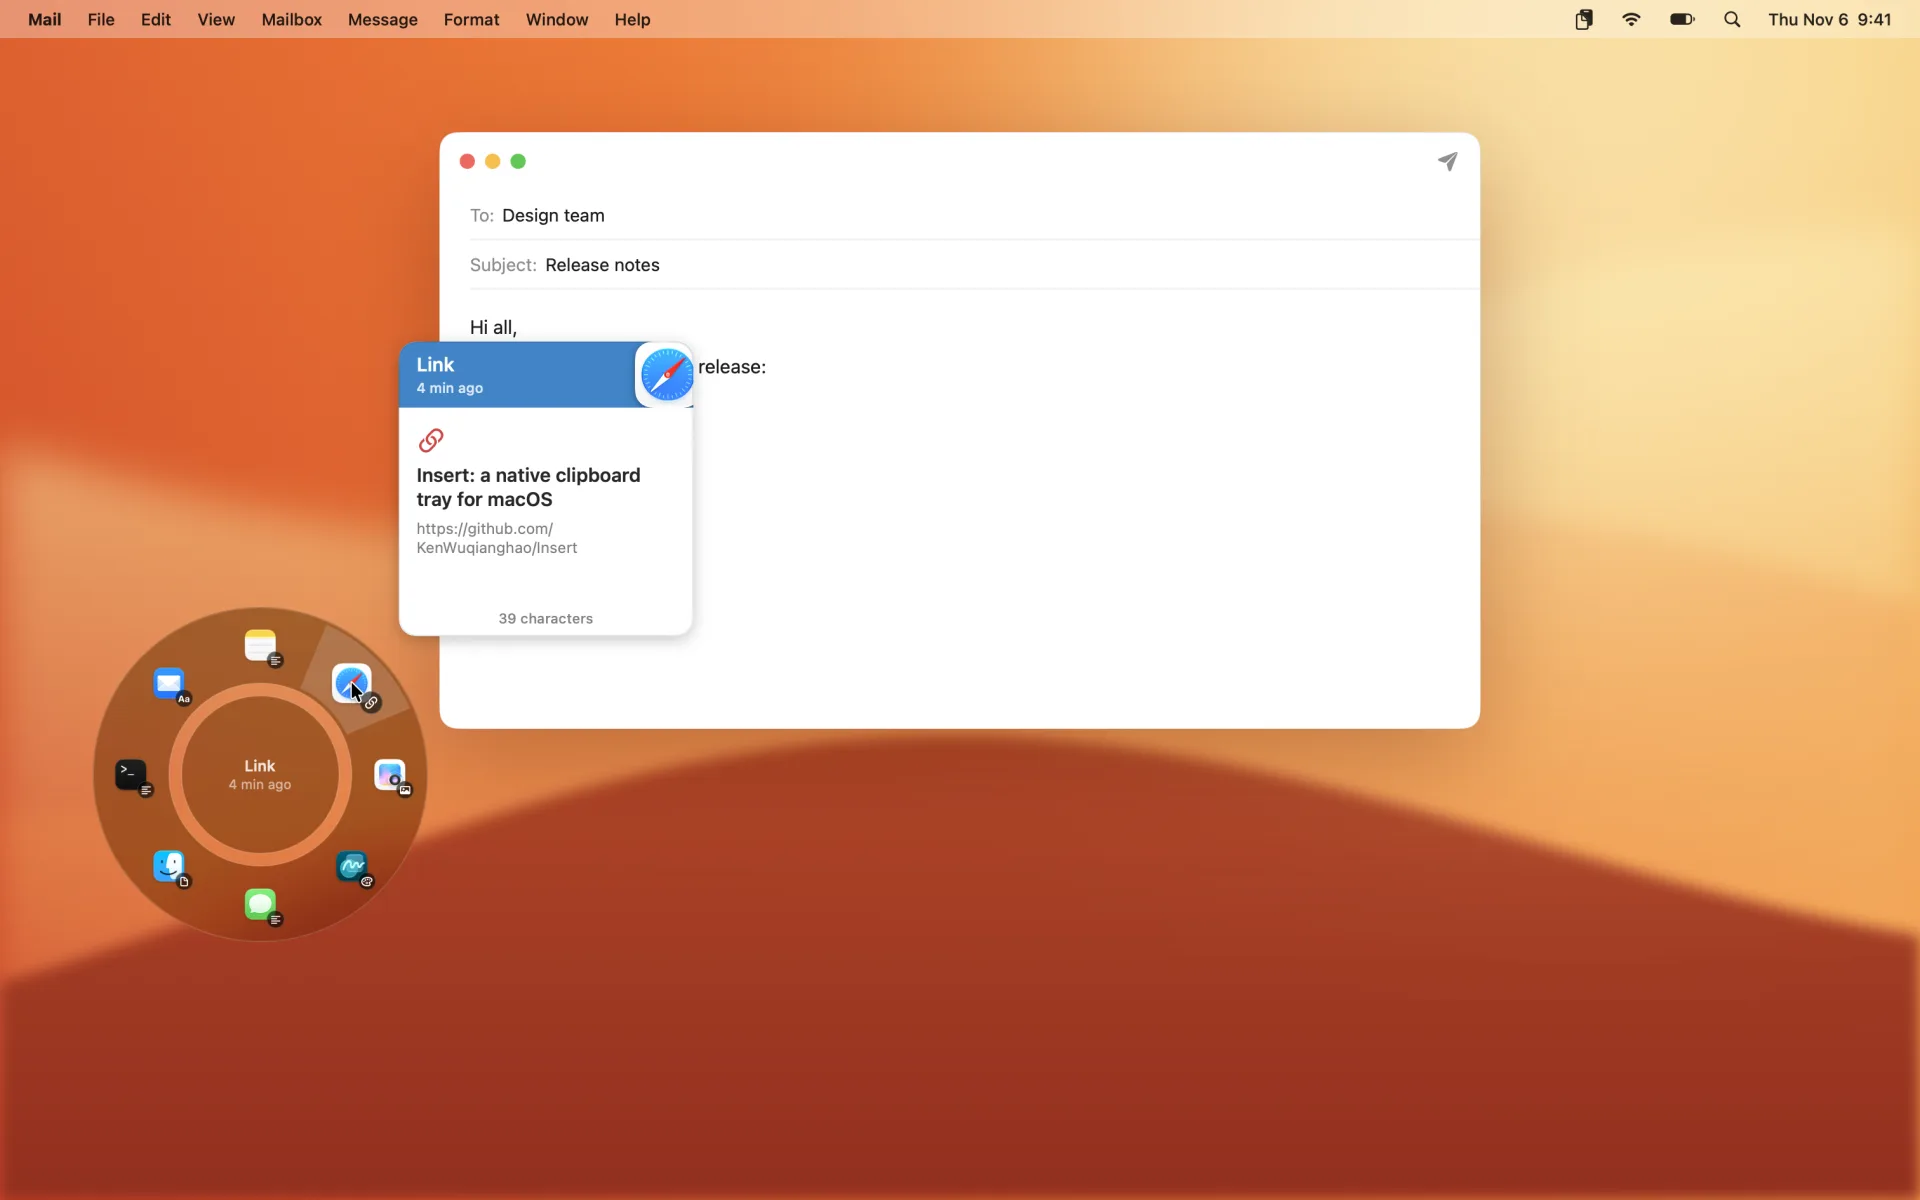 Mail File Edit View Mailbox Message Format Window Help Thu Nov 6 9:41
To: Design team
Subject: Release notes
Hi all,
release:
Link
4 min ago
Insert: a native clipboard
tray for macOS
https://github.com/
KenWuqianghao/Insert
39 characters
Aa
>_
Link
4 min ago